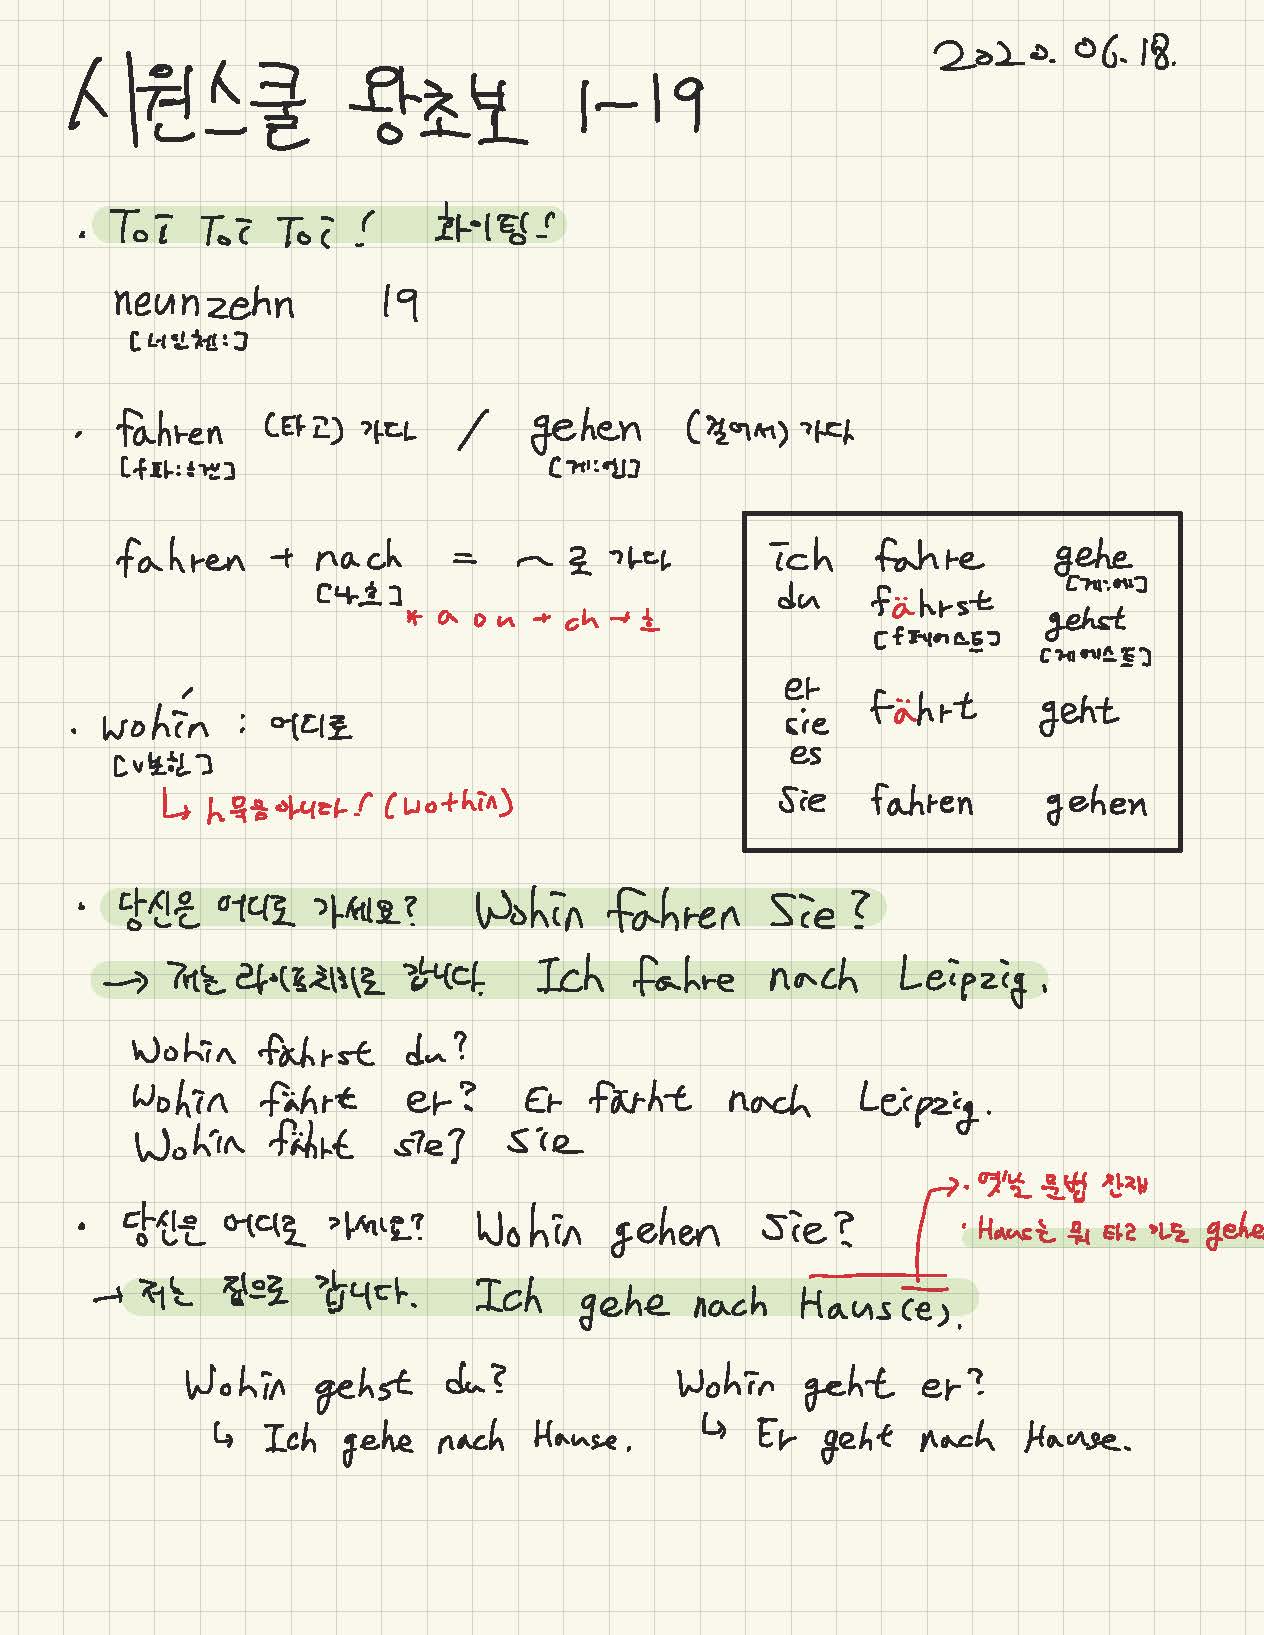 2020. 06. 18.
시원스쿨 왕초보 1-19
· Toi Toi Toi! 화이팅!
neunzehn 19
[너인체:]
· fahren (타고) 가다 / gehen (걸어서) 가다
[f파:흐렌] [게:엔]
fahren + nach = ~로 가다
[나흐]
* a o u + ch → 흐
ich fahre gehe
[게:에]
du fährst gehst
[f페어스트] [게에스트]
er
sie fährt geht
es
Sie fahren gehen
· wohín : 어디로
[v보힌]
↳ h묵음아니다! (wo+hin)
· 당신은 어디로 가세요? Wohin fahren Sie?
→ 저는 라이프치히로 갑니다. Ich fahre nach Leipzig.
Wohin fährst du?
Wohin fährt er? Er färht nach Leipzig.
Wohin fährt sie? Sie
· 당신은 어디로 가세요? Wohin gehen Sie?
· 옛날 문법 잔재
· Haus는 뭐 타고 가도 gehe
→ 저는 집으로 갑니다. Ich gehe nach Haus(e).
Wohin gehst du? Wohin geht er?
↳ Ich gehe nach Hause. ↳ Er geht nach Hause.